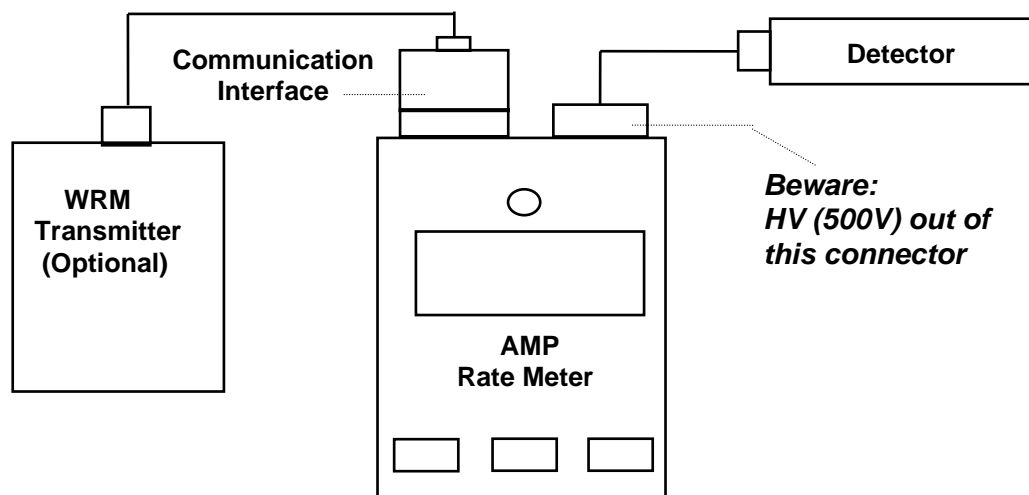 Communication
Interface
Detector
WRM
Transmitter
(Optional)
Beware:
HV (500V) out of
this connector
AMP
Rate Meter